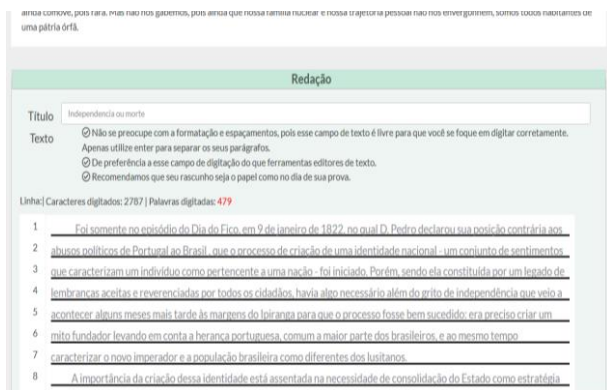 ainda comove, pois rara. Mas não nos gabemos, pois ainda que nossa família nuclear e nossa trajetória pessoal não nos envergonhem, somos todos habitantes de
uma pátria órfã.
Redação
Título
Independencia ou morte
Texto
Não se preocupe com a formatação e espaçamentos, pois esse campo de texto é livre para que você se foque em digitar corretamente.
Apenas utilize enter para separar os seus parágrafos.
De preferência a esse campo de digitação do que ferramentas editores de texto.
Recomendamos que seu rascunho seja o papel como no dia de sua prova.
Linha:| Caracteres digitados: 2787 | Palavras digitadas: 479
1 Foi somente no episódio do Dia do Fico, em 9 de janeiro de 1822, no qual D. Pedro declarou sua posição contrária aos
2 abusos políticos de Portugal ao Brasil , que o processo de criação de uma identidade nacional - um conjunto de sentimentos
3 que caracterizam um indivíduo como pertencente a uma nação - foi iniciado. Porém, sendo ela constituída por um legado de
4 lembranças aceitas e reverenciadas por todos os cidadãos, havia algo necessário além do grito de independência que veio a
5 acontecer alguns meses mais tarde às margens do Ipiranga para que o processo fosse bem sucedido: era preciso criar um
6 mito fundador levando em conta a herança portuguesa, comum a maior parte dos brasileiros, e ao mesmo tempo
7 caracterizar o novo imperador e a população brasileira como diferentes dos lusitanos.
8 A importância da criação dessa identidade está assentada na necessidade de consolidação do Estado como estratégia